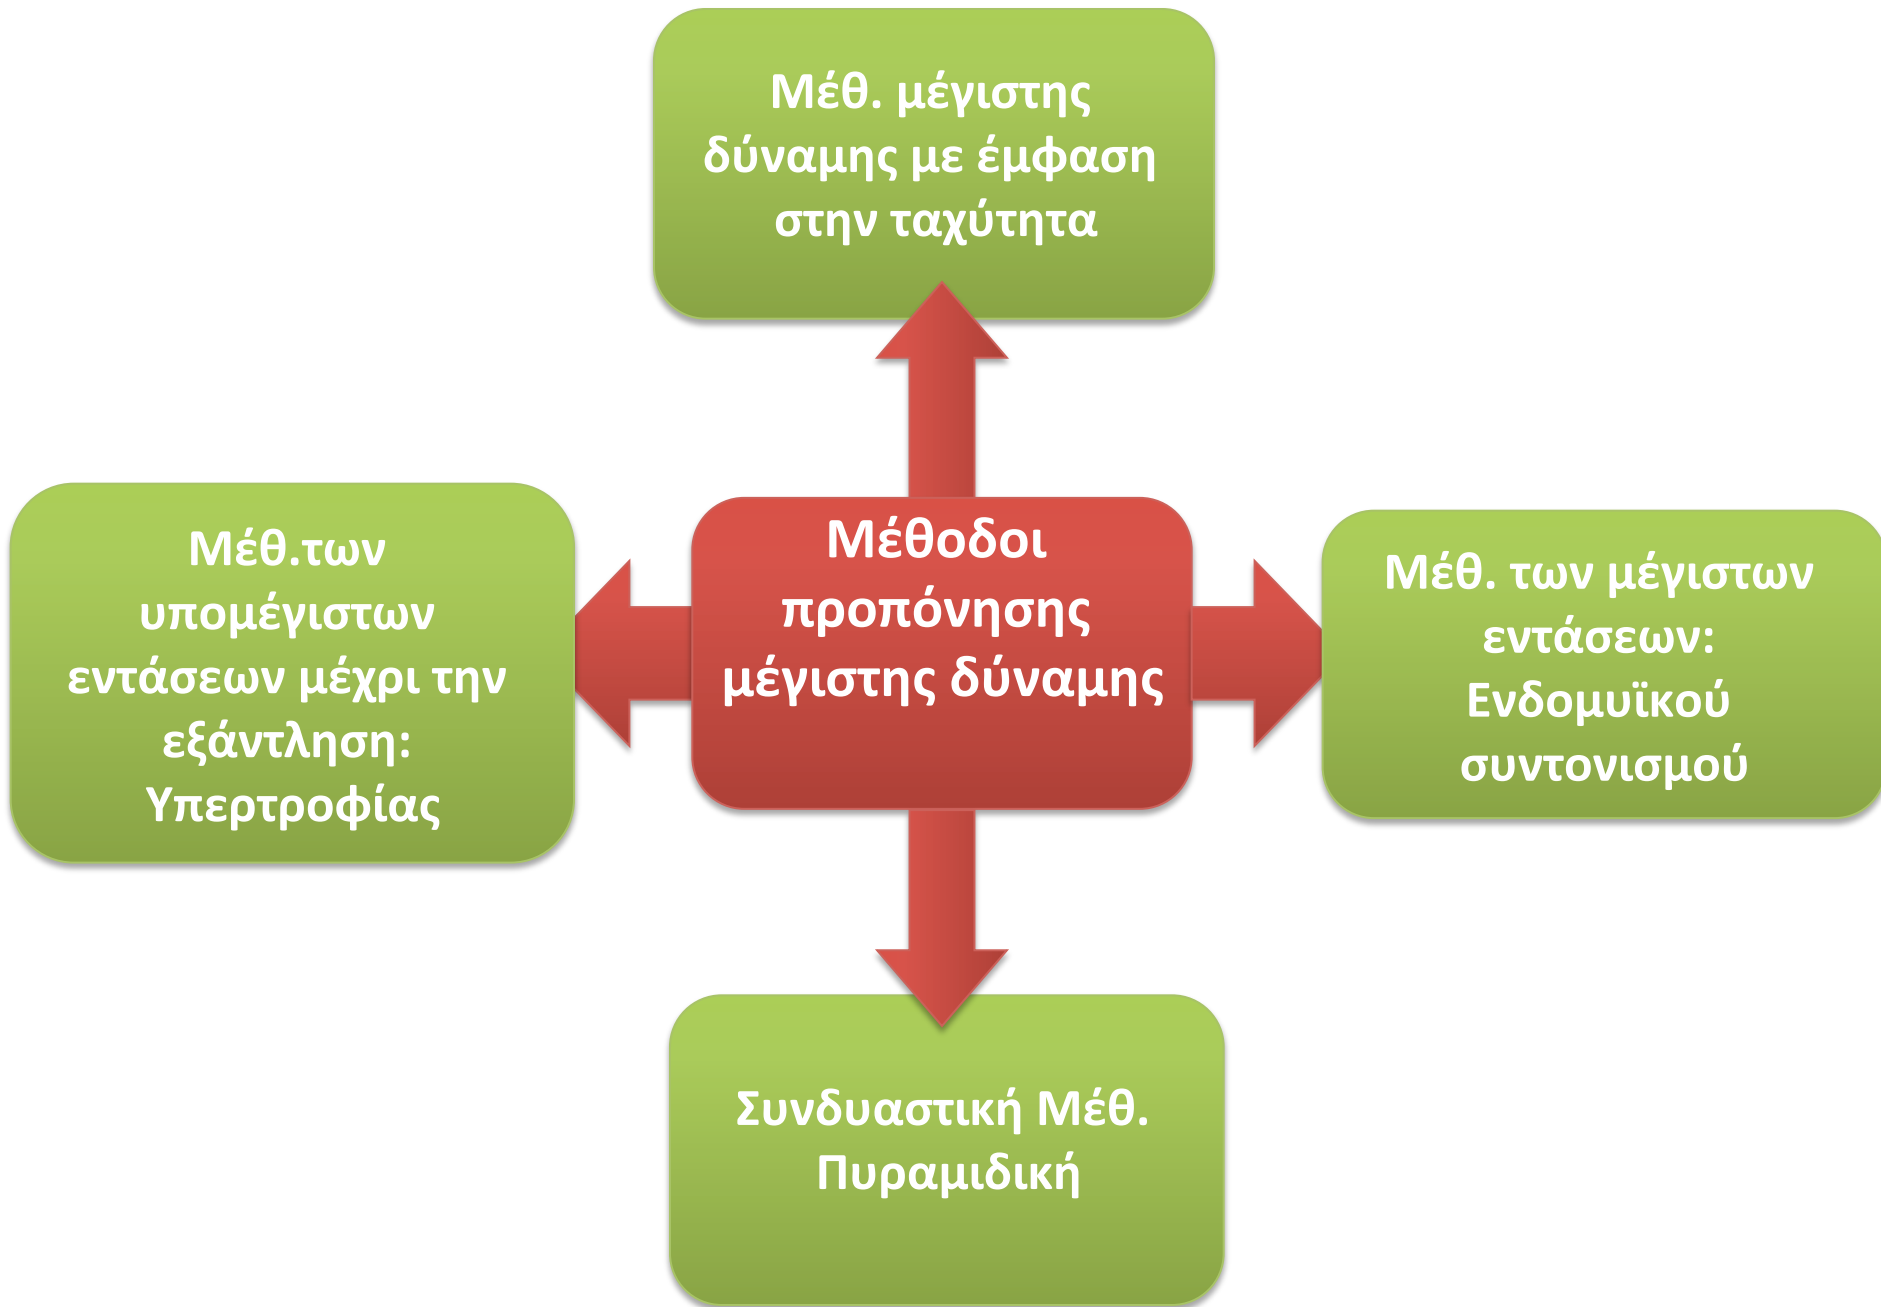 Μέθ. μέγιστης
δύναμης με έμφαση
στην ταχύτητα
Μέθ.των
υπομέγιστων
εντάσεων μέχρι την
εξάντληση:
Υπερτροφίας
Μέθοδοι
προπόνησης
μέγιστης δύναμης
Μέθ. των μέγιστων
εντάσεων:
Ενδομυϊκού
συντονισμού
Συνδυαστική Μέθ.
Πυραμιδική